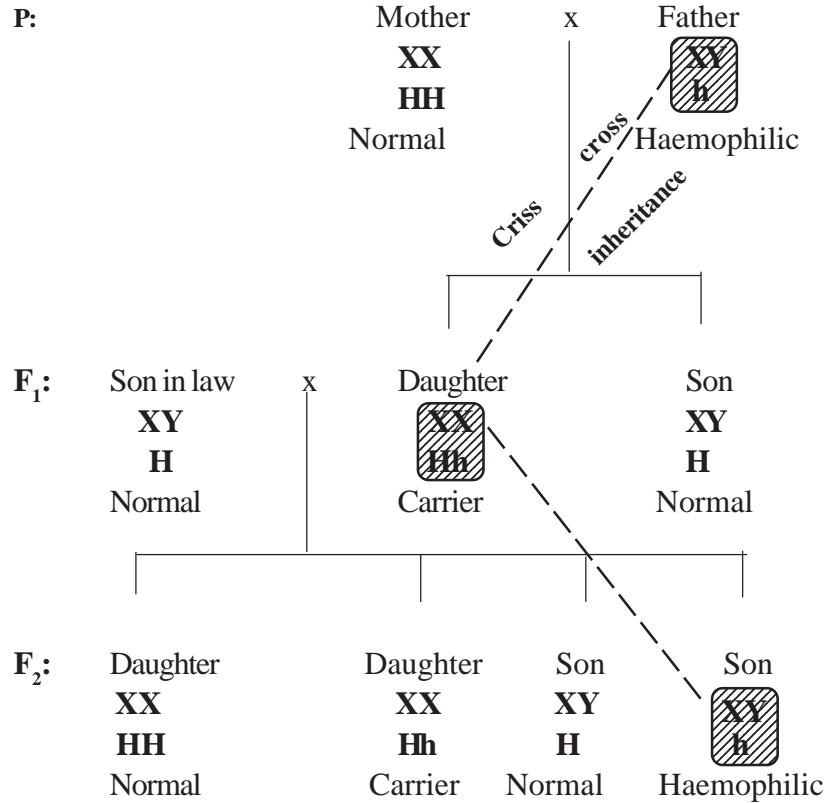 P: Mother x Father
XX XY
HH h
Normal Haemophilic
Criss cross inheritance
F1: Son in law x Daughter Son
XY XX XY
H Hh H
Normal Carrier Normal
F2: Daughter Daughter Son Son
XX XX XY XY
HH Hh H h
Normal Carrier Normal Haemophilic